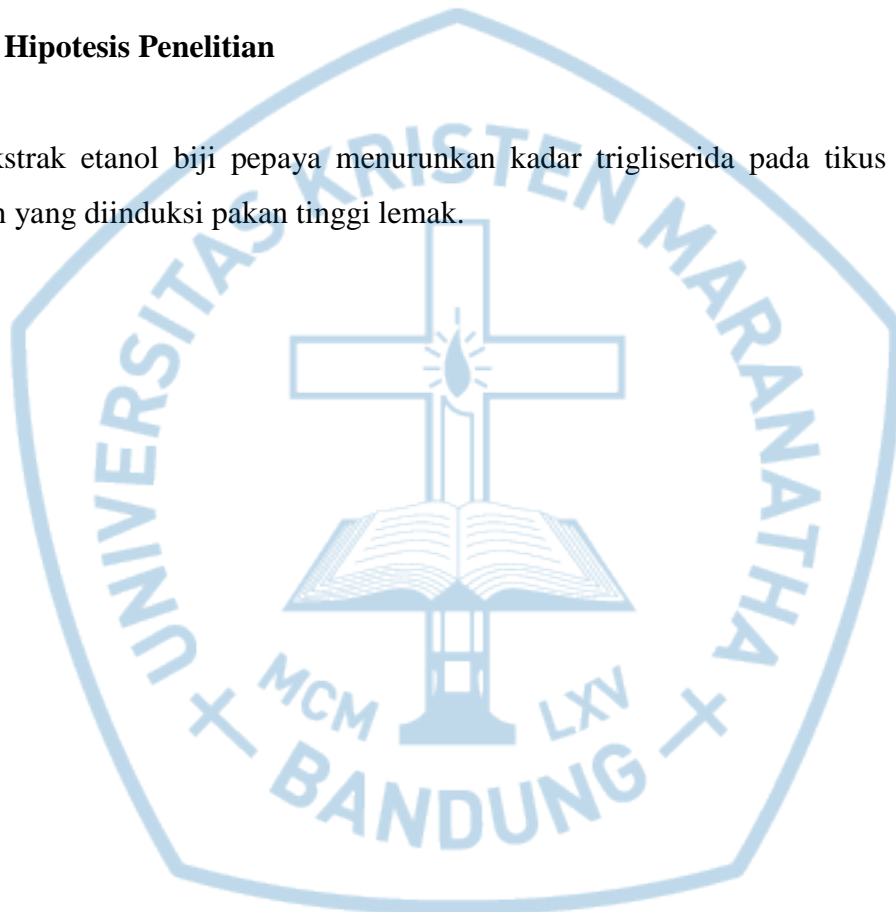 Hipotesis Penelitian
kstrak etanol biji pepaya menurunkan kadar trigliserida pada tikus
yang diinduksi pakan tinggi lemak.
UNIVERSITAS KRISTEN MARANATHA
MCM LXV
BANDUNG